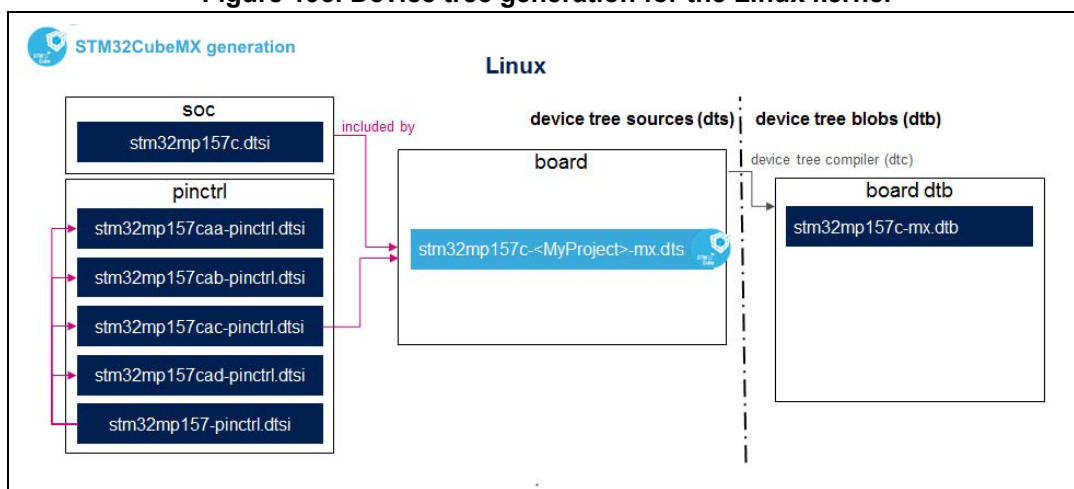 STM32CubeMX generation
Linux
soc
stm32mp157c.dtsi
included by
device tree sources (dts)
device tree blobs (dtb)
pinctrl
stm32mp157caa-pinctrl.dtsi
stm32mp157cab-pinctrl.dtsi
stm32mp157cac-pinctrl.dtsi
stm32mp157cad-pinctrl.dtsi
stm32mp157-pinctrl.dtsi
board
stm32mp157c-<MyProject>-mx.dts
device tree compiler (dtc)
board dtb
stm32mp157c-mx.dtb